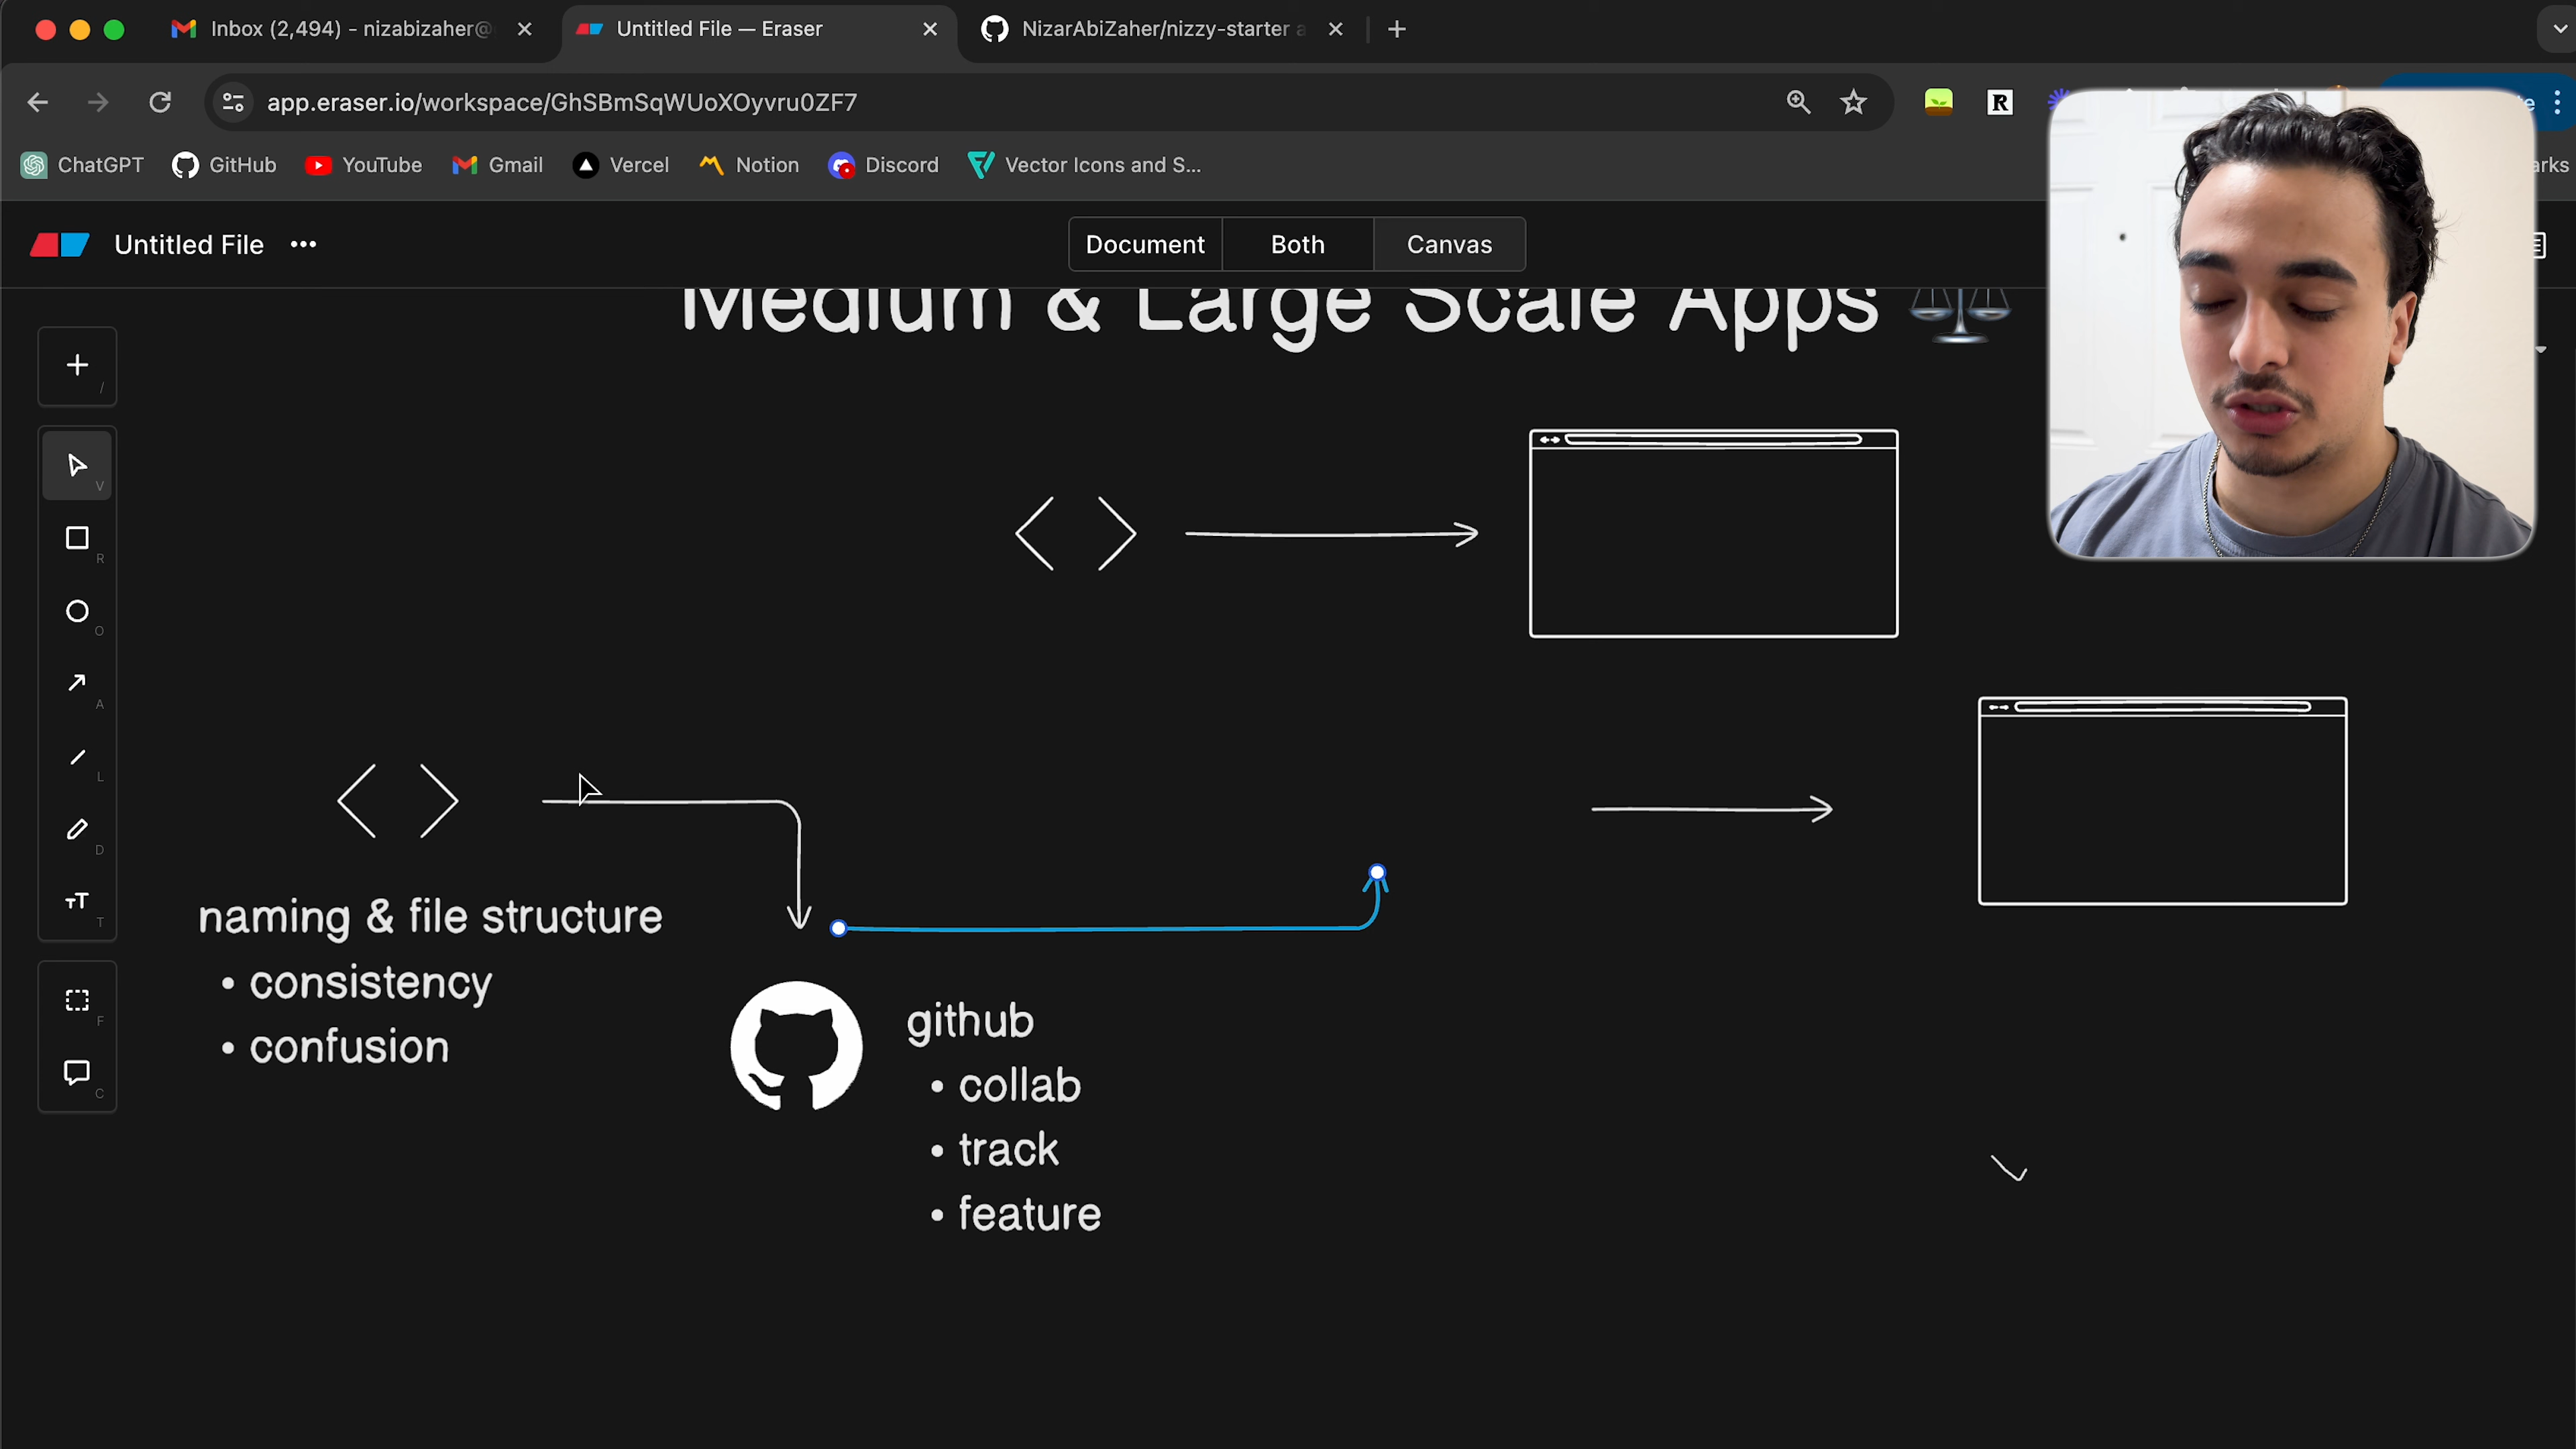 Inbox (2,494) - nizabizaher@
Untitled File — Eraser
NizarAbiZaher/nizzy-starter
app.eraser.io/workspace/GhSBmSqWUoXOyvru0ZF7
ChatGPT
GitHub
YouTube
Gmail
Vercel
Notion
Discord
Vector Icons and S...
arks
Untitled File
Document
Both
Canvas
Medium & Large Scale Apps
/
V
R
O
A
L
D
T
F
C
naming & file structure
• consistency
• confusion
github
• collab
• track
• feature